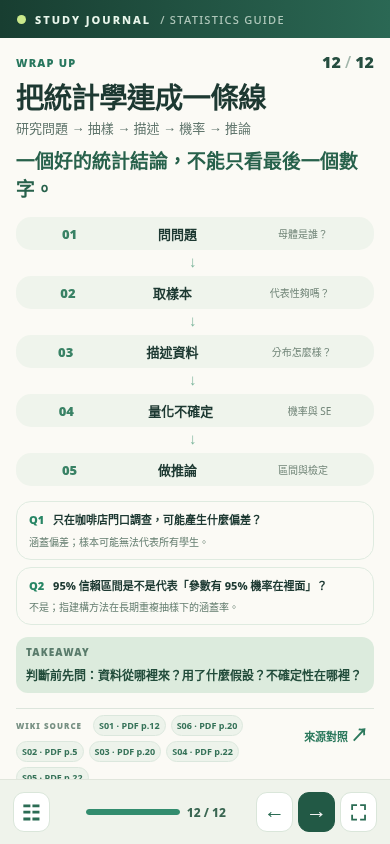 STUDY JOURNAL / STATISTICS GUIDE
WRAP UP
12 / 12
把統計學連成一條線
研究問題 → 抽樣 → 描述 → 機率 → 推論
一個好的統計結論，不能只看最後一個數
字。
01 問問題 母體是誰？
↓
02 取樣本 代表性夠嗎？
↓
03 描述資料 分布怎麼樣？
↓
04 量化不確定 機率與 SE
↓
05 做推論 區間與檢定
Q1 只在咖啡店門口調查，可能產生什麼偏差？
涵蓋偏差；樣本可能無法代表所有學生。
Q2 95% 信賴區間是不是代表「參數有 95% 機率在裡面」？
不是；指建構方法在長期重複抽樣下的涵蓋率。
TAKEAWAY
判斷前先問：資料從哪裡來？用了什麼假設？不確定性在哪裡？
WIKI SOURCE S01 · PDF p.12 S06 · PDF p.20
S02 · PDF p.5 S03 · PDF p.20 S04 · PDF p.22
S05 · PDF p.22
來源對照 ↗
12 / 12
← →